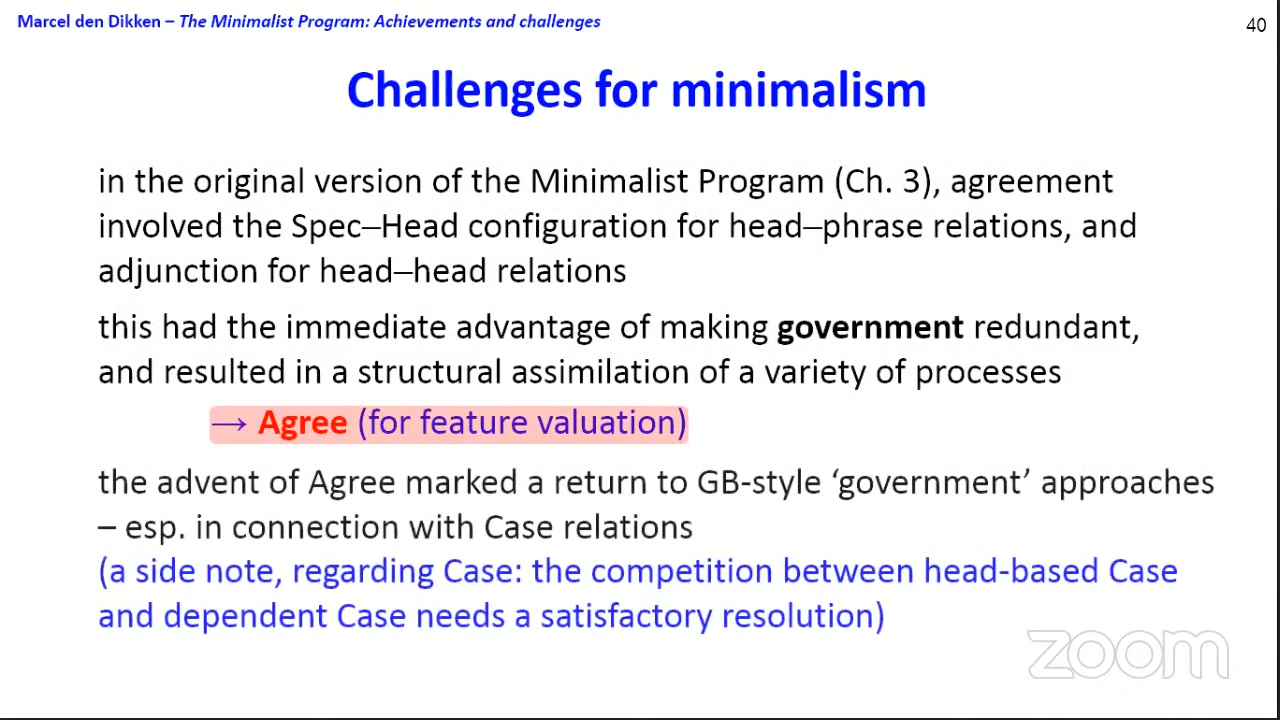 Marcel den Dikken – The Minimalist Program: Achievements and challenges
40
Challenges for minimalism
in the original version of the Minimalist Program (Ch. 3), agreement
involved the Spec–Head configuration for head–phrase relations, and
adjunction for head–head relations
this had the immediate advantage of making government redundant,
and resulted in a structural assimilation of a variety of processes
→ Agree (for feature valuation)
the advent of Agree marked a return to GB-style ‘government’ approaches
– esp. in connection with Case relations
(a side note, regarding Case: the competition between head-based Case
and dependent Case needs a satisfactory resolution)
zoom